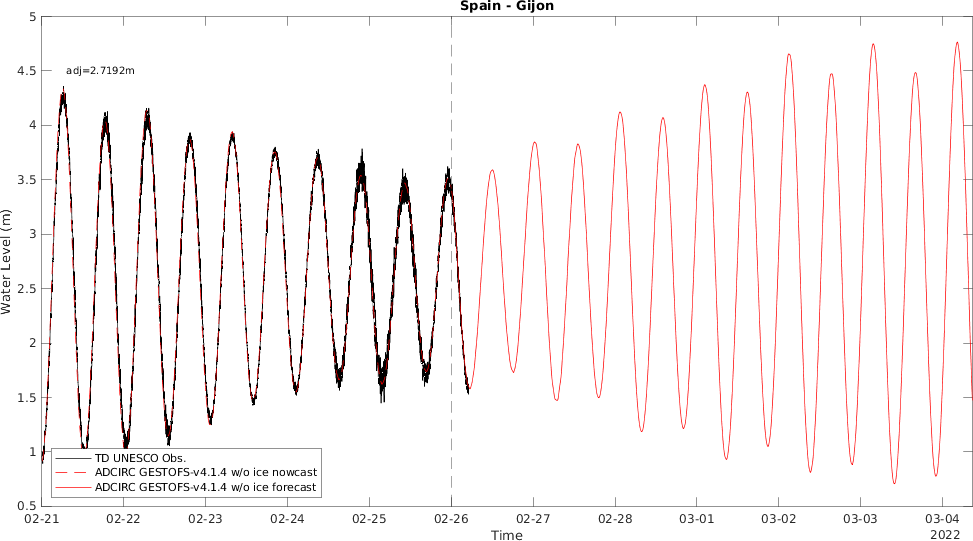 Spain - Gijon
5
4.5
4
3.5
3
2.5
2
1.5
1
0.5
Water Level (m)
adj=2.7192m
TD UNESCO Obs.
ADCIRC GESTOFS-v4.1.4 w/o ice nowcast
ADCIRC GESTOFS-v4.1.4 w/o ice forecast
02-21 02-22 02-23 02-24 02-25 02-26 02-27 02-28 03-01 03-02 03-03 03-04
2022
Time